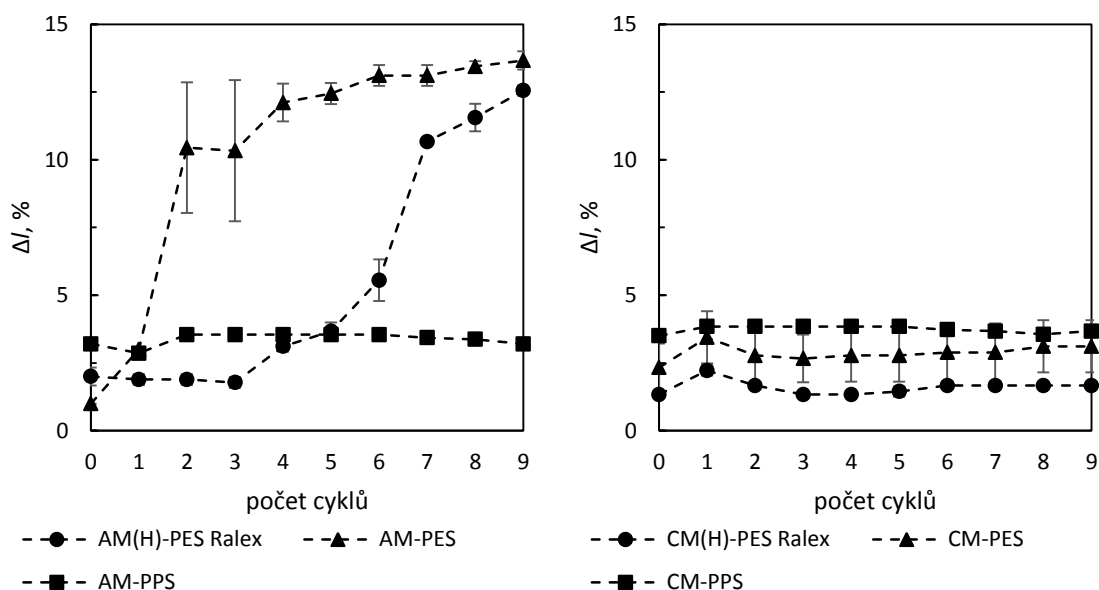 15
10
5
0
Δl, %
0 1 2 3 4 5 6 7 8 9
počet cyklů
AM(H)-PES Ralex
AM-PES
AM-PPS
15
10
5
0
Δl, %
0 1 2 3 4 5 6 7 8 9
počet cyklů
CM(H)-PES Ralex
CM-PES
CM-PPS